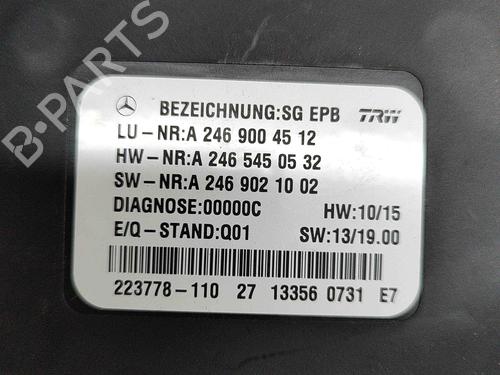 B-PARTS
BEZEICHNUNG:SG EPB TRW
LU-NR:A 246 900 45 12
HW-NR:A 246 545 05 32
SW-NR:A 246 902 10 02
DIAGNOSE:00000C HW:10/15
E/Q-STAND:Q01 SW:13/19.00
223778-110 27 13356 0731 E7